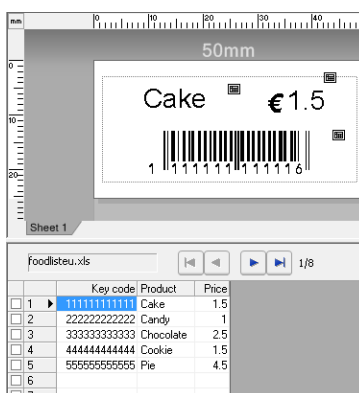 mm 0 10 20 30 40
50mm
0
Cake €1.5
10
1 111111 111116
20
Sheet 1
foodlisteu.xls 1/8
Key code Product Price
1 111111111111 Cake 1.5
2 222222222222 Candy 1
3 333333333333 Chocolate 2.5
4 444444444444 Cookie 1.5
5 555555555555 Pie 4.5
6